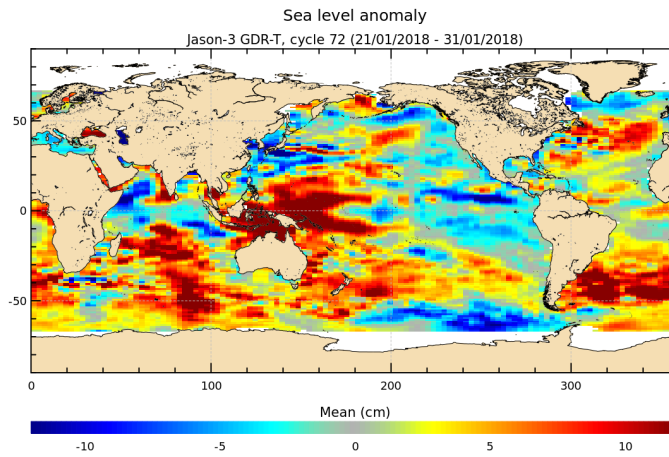 Sea level anomaly
Jason-3 GDR-T, cycle 72 (21/01/2018 - 31/01/2018)
50
0
-50
0 100 200 300
Mean (cm)
-10 -5 0 5 10